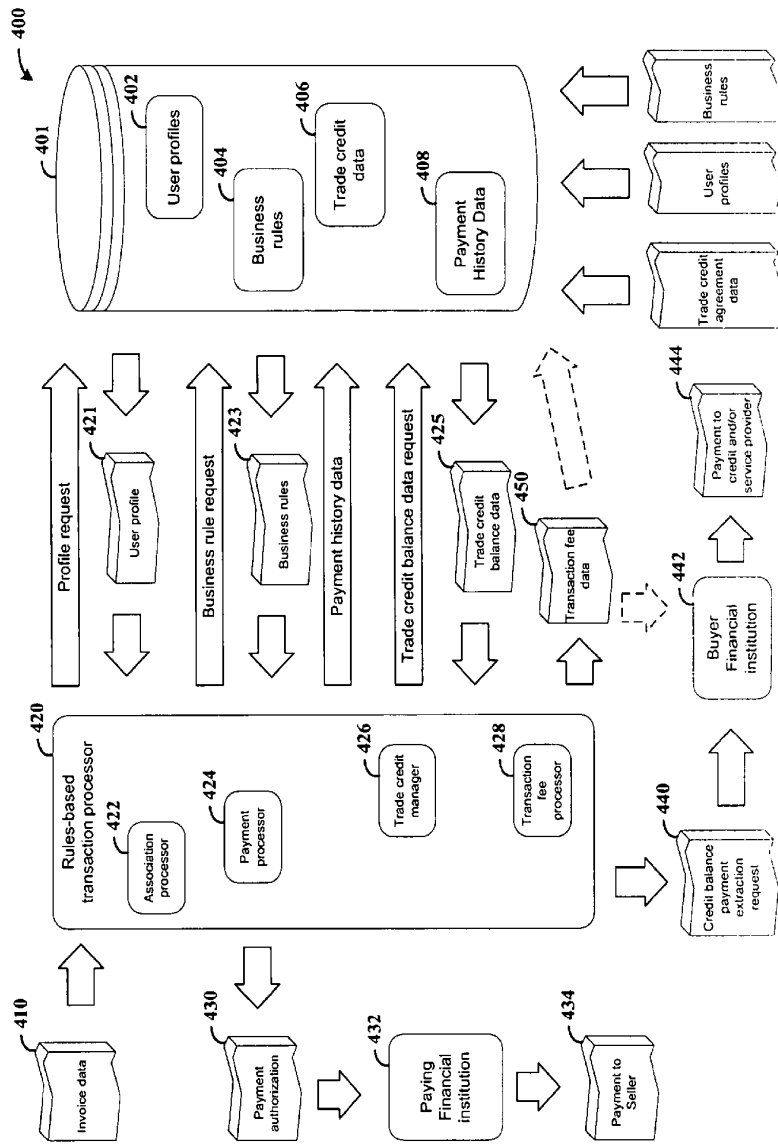 400
401
402
User profiles
404
Business
rules
406
Trade credit
data
408
Payment
History Data
Profile request
421
User profile
Business rule request
423
Business rules
Payment history data
Trade credit balance data request
425
Trade credit
balance data
450
Transaction fee
data
420
Rules-based
transaction processor
422
Association
processor
424
Payment
processor
426
Trade credit
manager
428
Transaction
fee
processor
410
Invoice data
430
Payment
authorization
432
Paying
Financial
institution
434
Payment to
Seller
440
Credit balance
payment
extraction
request
442
Buyer
Financial
institution
444
Payment to
credit and/or
service provider
Trade credit
agreement
data
User
profiles
Business
rules